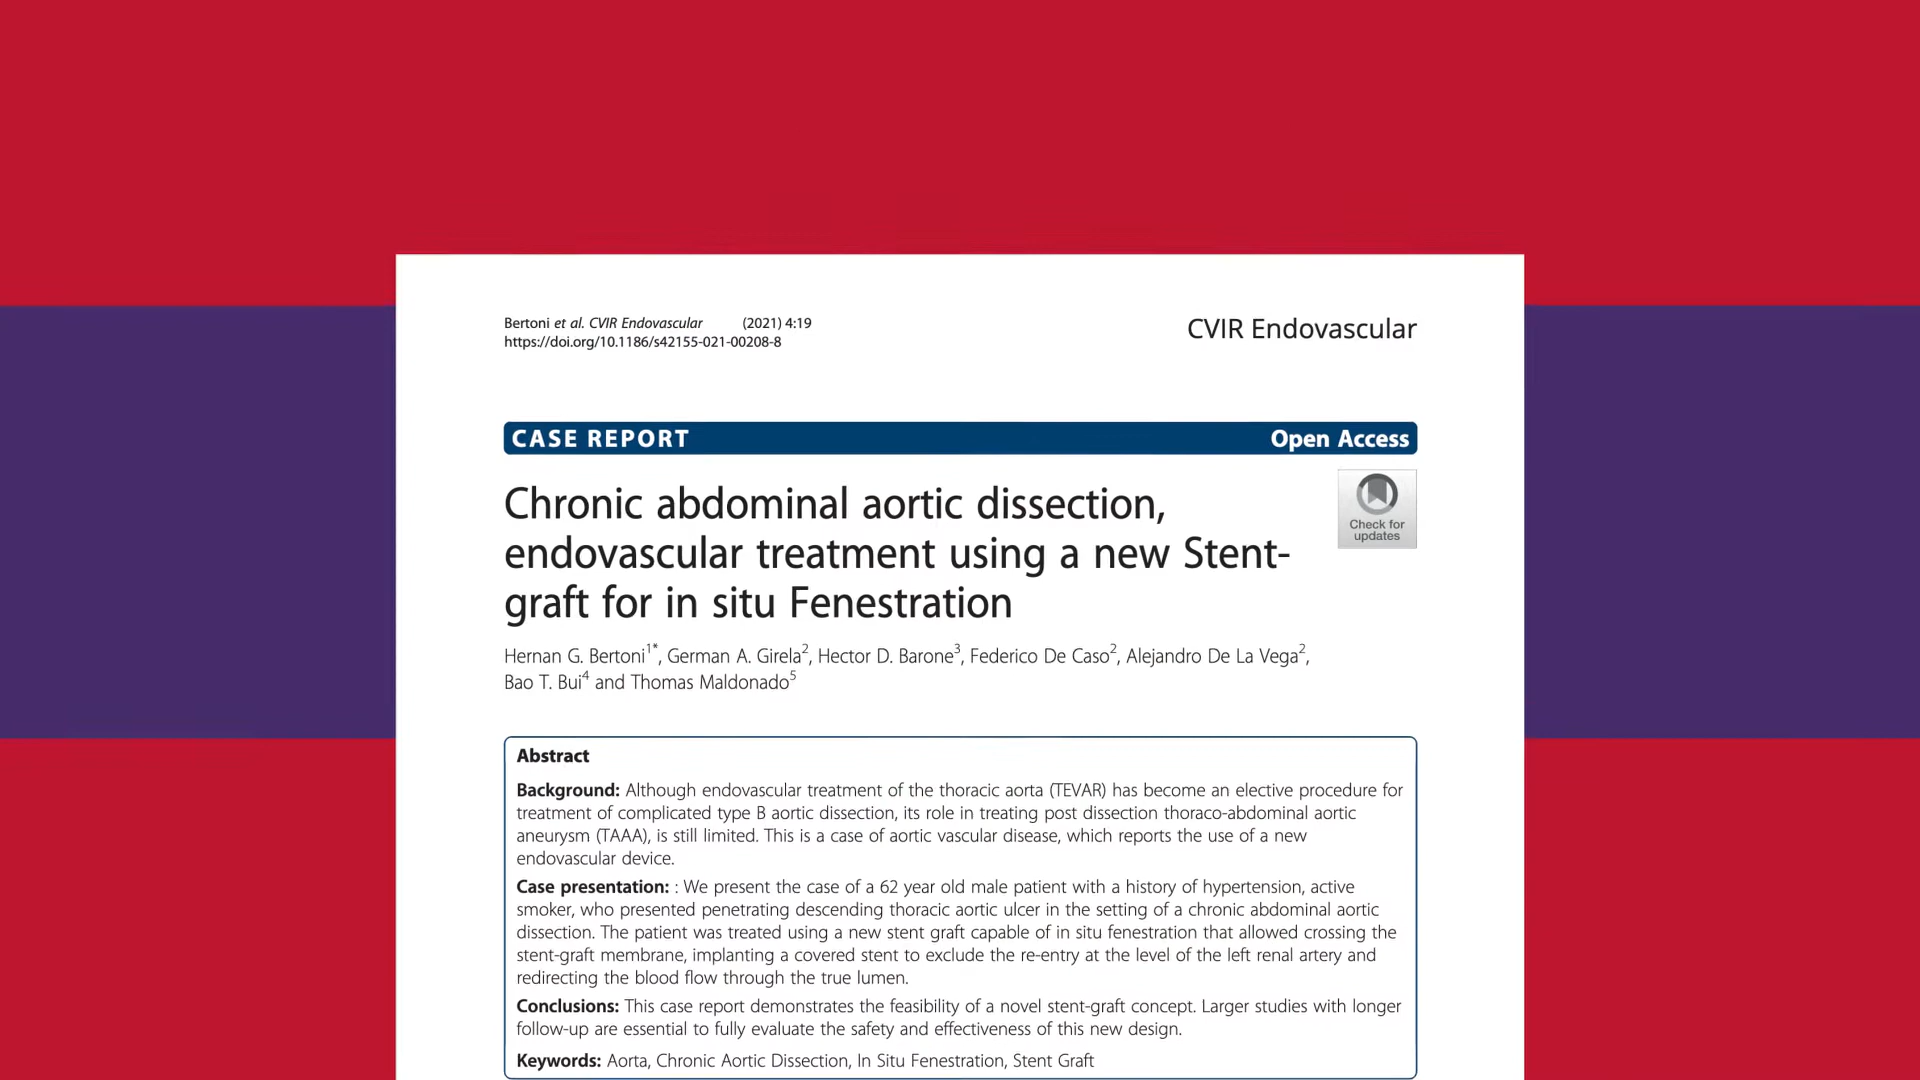 Bertoni et al. CVIR Endovascular (2021) 4:19
https://doi.org/10.1186/s42155-021-00208-8
CVIR Endovascular
CASE REPORT Open Access
Chronic abdominal aortic dissection,
endovascular treatment using a new Stent-
graft for in situ Fenestration
Check for
updates
Hernan G. Bertoni1*, German A. Girela2, Hector D. Barone3, Federico De Caso2, Alejandro De La Vega2,
Bao T. Bui4 and Thomas Maldonado5
Abstract
Background: Although endovascular treatment of the thoracic aorta (TEVAR) has become an elective procedure for
treatment of complicated type B aortic dissection, its role in treating post dissection thoraco-abdominal aortic
aneurysm (TAAA), is still limited. This is a case of aortic vascular disease, which reports the use of a new
endovascular device.
Case presentation: : We present the case of a 62 year old male patient with a history of hypertension, active
smoker, who presented penetrating descending thoracic aortic ulcer in the setting of a chronic abdominal aortic
dissection. The patient was treated using a new stent graft capable of in situ fenestration that allowed crossing the
stent-graft membrane, implanting a covered stent to exclude the re-entry at the level of the left renal artery and
redirecting the blood flow through the true lumen.
Conclusions: This case report demonstrates the feasibility of a novel stent-graft concept. Larger studies with longer
follow-up are essential to fully evaluate the safety and effectiveness of this new design.
Keywords: Aorta, Chronic Aortic Dissection, In Situ Fenestration, Stent Graft